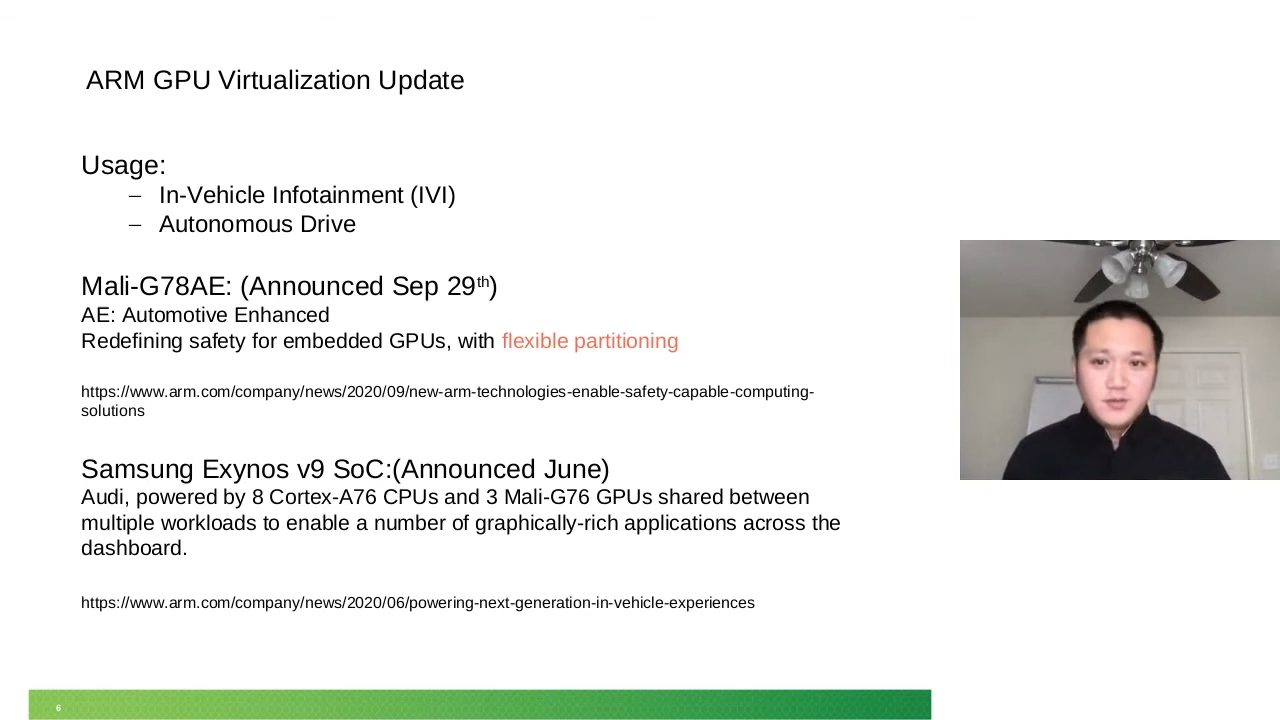 ARM GPU Virtualization Update
Usage:
– In-Vehicle Infotainment (IVI)
– Autonomous Drive
Mali-G78AE: (Announced Sep 29th)
AE: Automotive Enhanced
Redefining safety for embedded GPUs, with flexible partitioning
https://www.arm.com/company/news/2020/09/new-arm-technologies-enable-safety-capable-computing-
solutions
Samsung Exynos v9 SoC:(Announced June)
Audi, powered by 8 Cortex-A76 CPUs and 3 Mali-G76 GPUs shared between
multiple workloads to enable a number of graphically-rich applications across the
dashboard.
https://www.arm.com/company/news/2020/06/powering-next-generation-in-vehicle-experiences
6